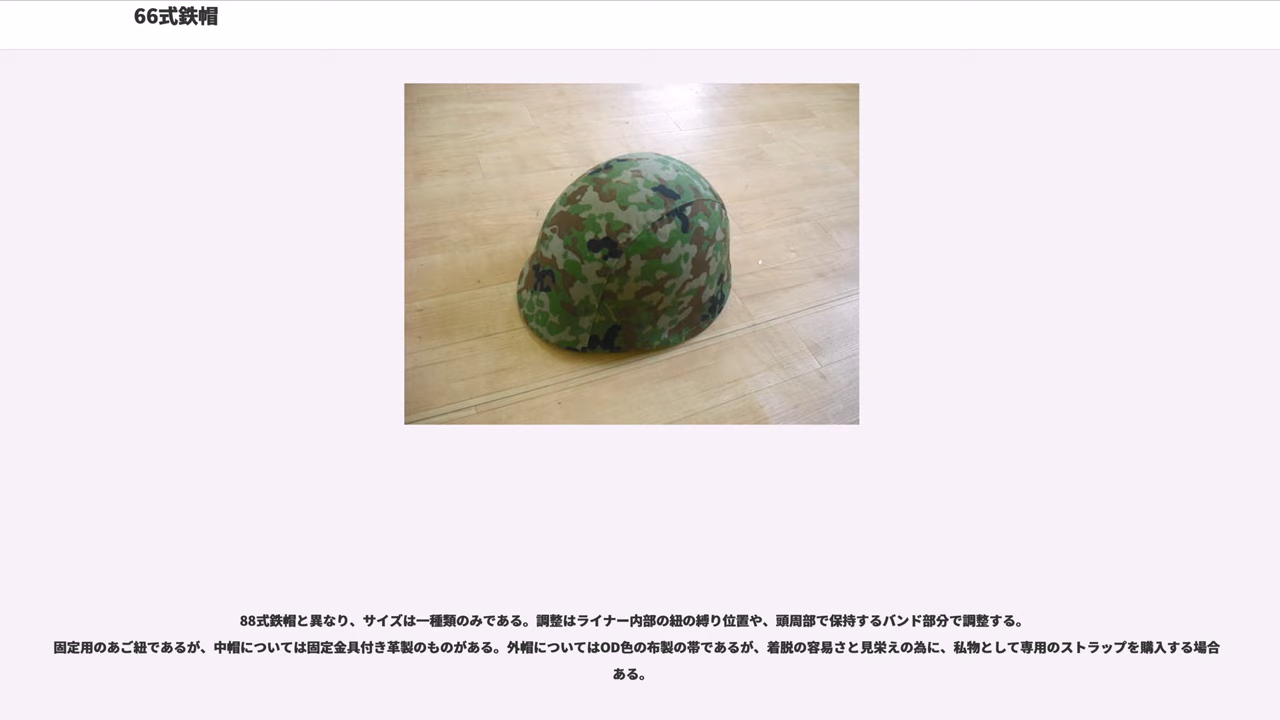 66式鉄帽
88式鉄帽と異なり、サイズは一種類のみである。調整はライナー内部の紐の縛り位置や、頭周部で保持するバンド部分で調整する。
固定用のあご紐であるが、中帽については固定金具付き革製のものがある。外帽についてはOD色の布製の帯であるが、着脱の容易さと見栄えの為に、私物として専用のストラップを購入する場合
ある。